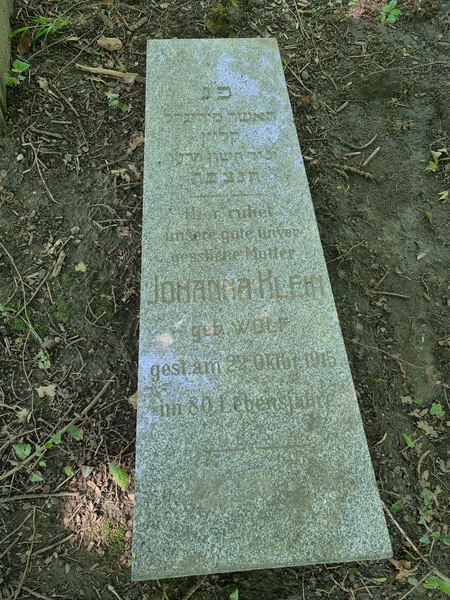 פ נ
האשה
קליין
תנצבה
Hier ruhet
unsere gute unver
gessliche Mutter
JOHANNA KLEIN
geb. WOLF
gest. am 22. Oktbr. 1915
im 80. Lebensjahre